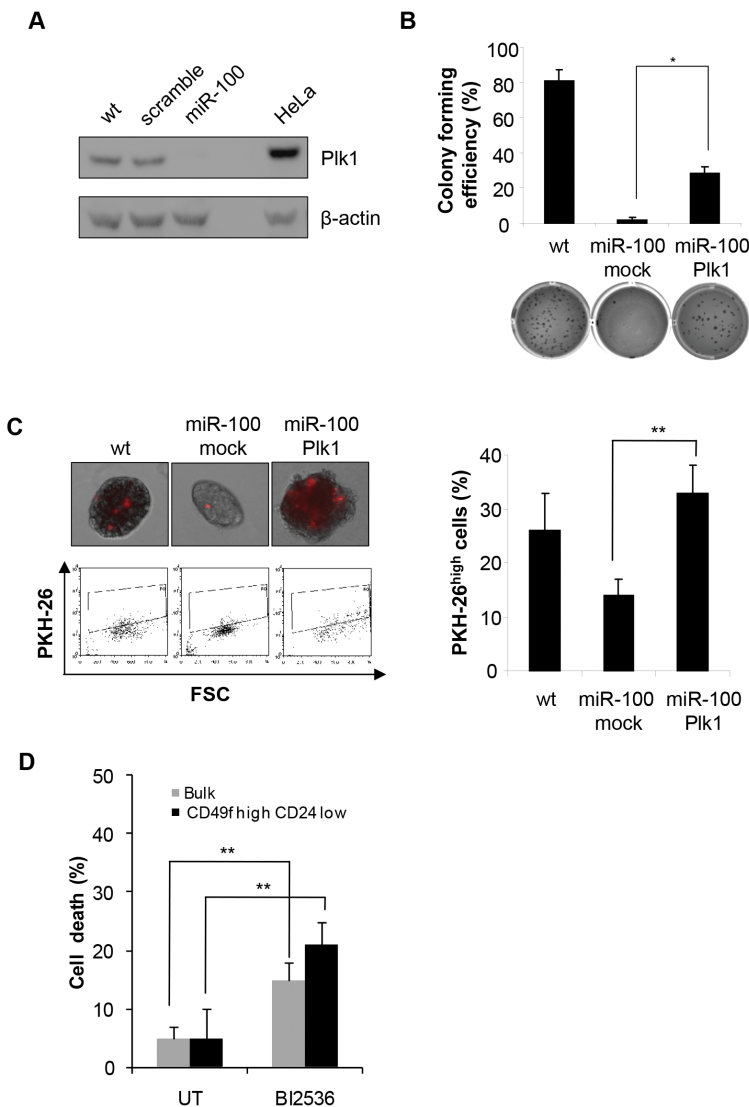 A
wt
scramble
miR-100
HeLa
Plk1
β-actin
B
Colony forming
efficiency (%)
100
80
60
40
20
0
*
wt
miR-100
mock
miR-100
Plk1
C
wt
miR-100
mock
miR-100
Plk1
PKH-26
FSC
PKH-26high cells (%)
40
30
20
10
0
**
wt
miR-100
mock
miR-100
Plk1
D
Cell death (%)
50
40
30
20
10
0
Bulk
CD49f high CD24 low
**
**
UT
BI2536